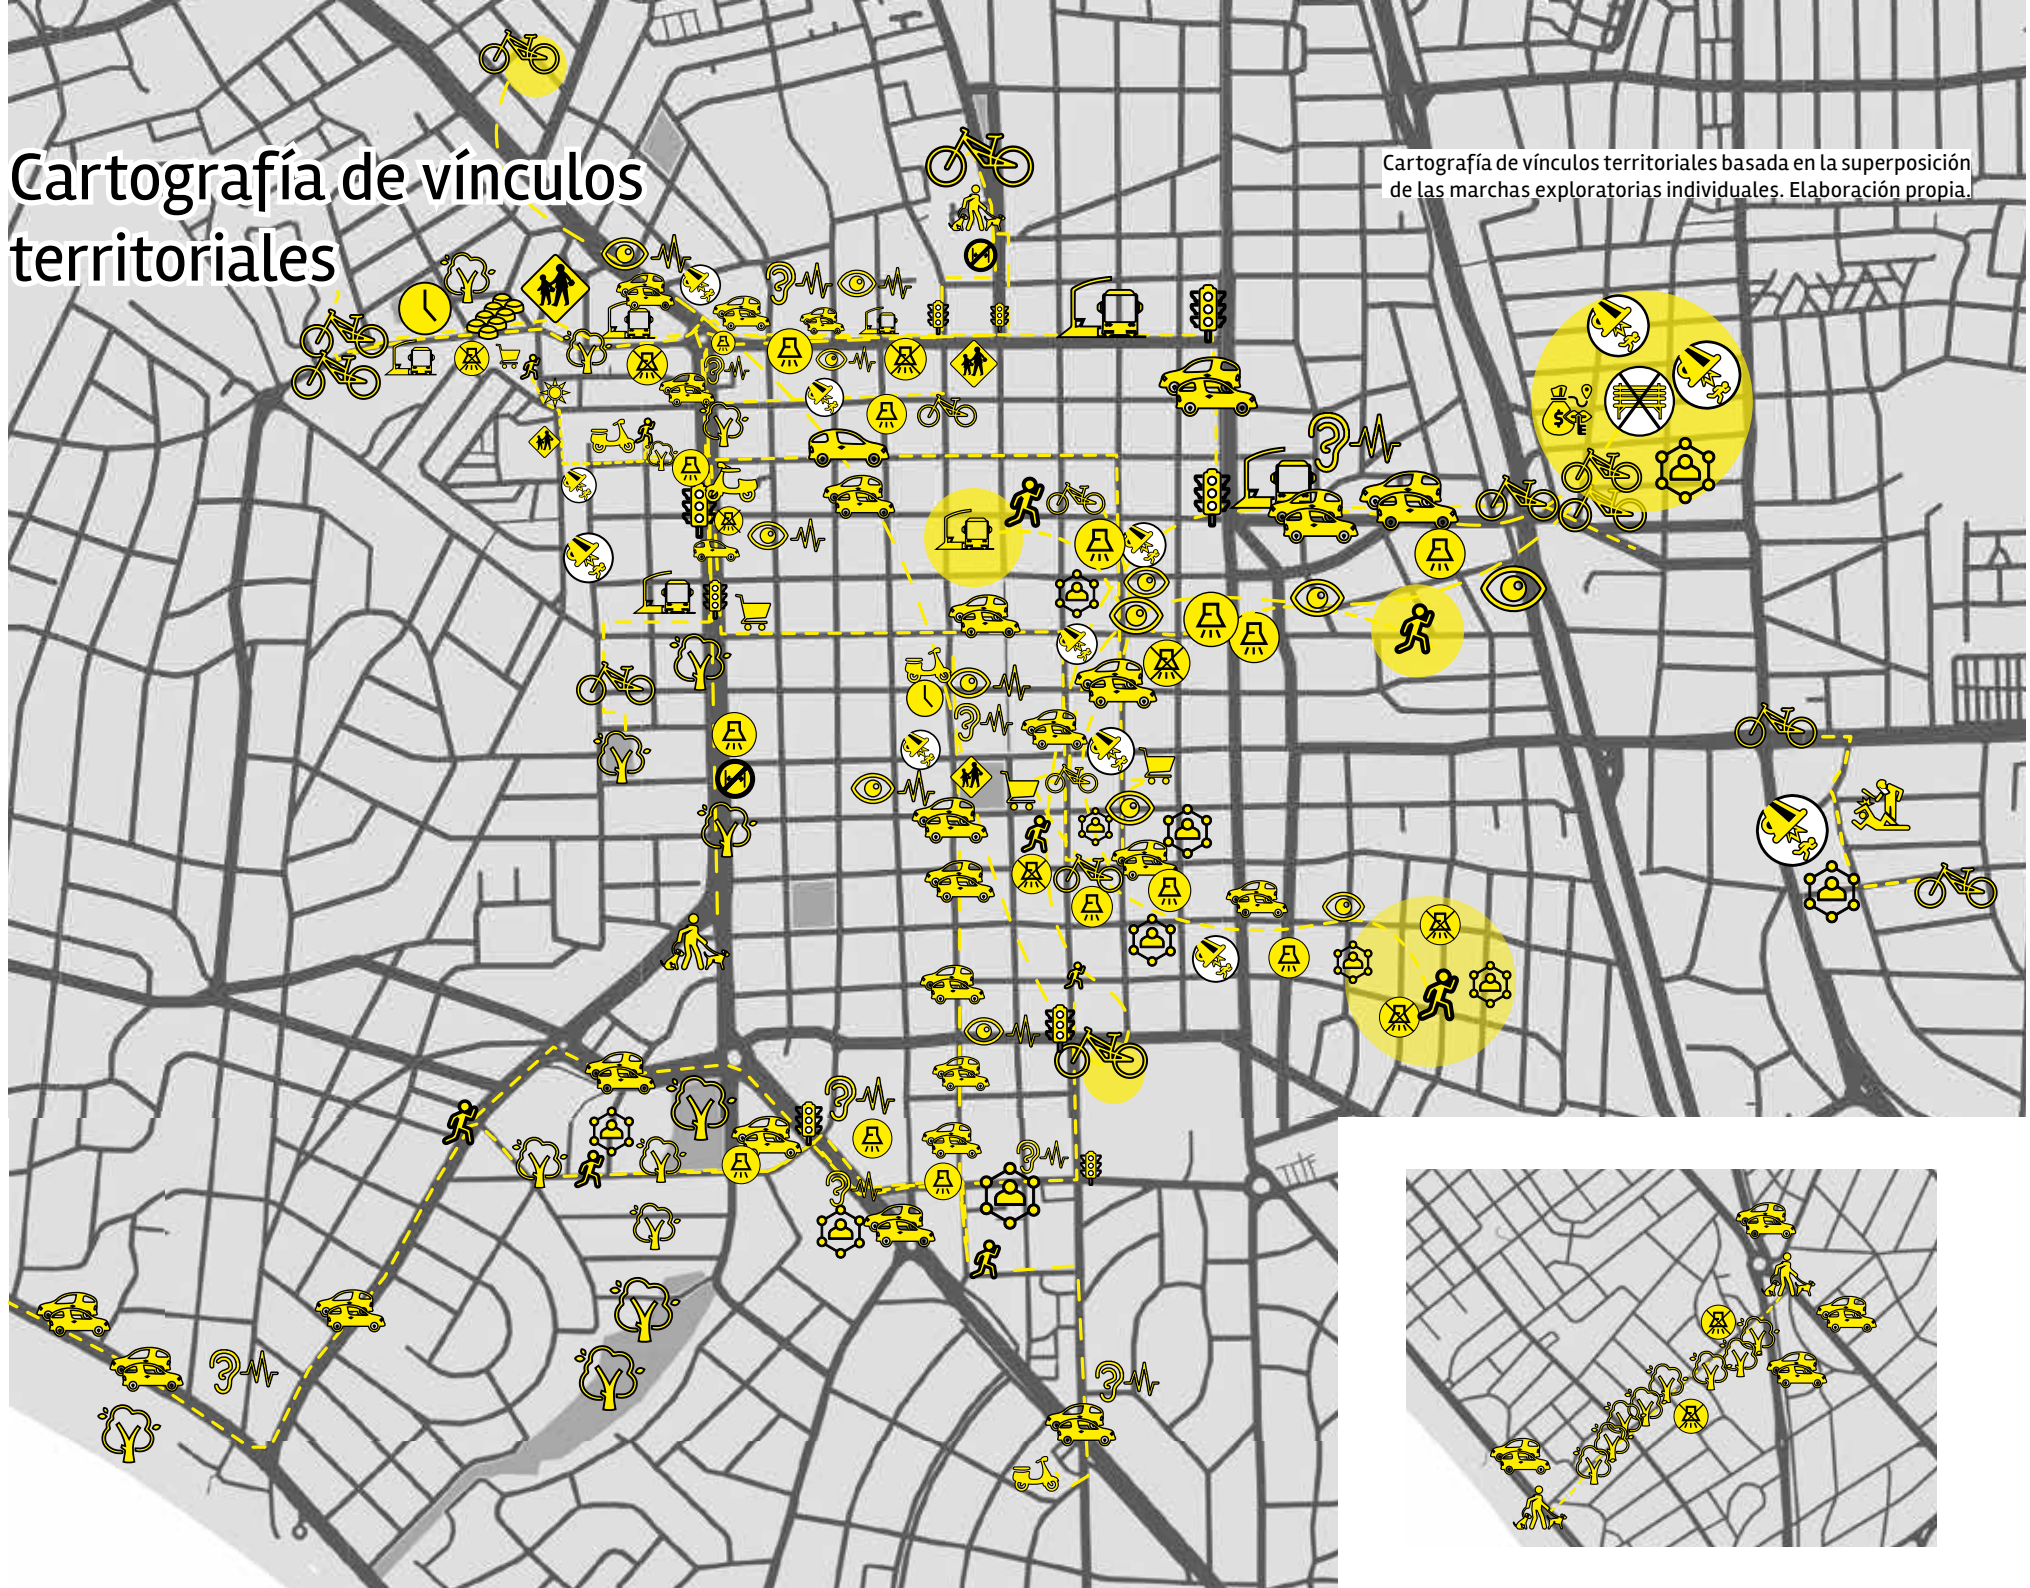 Cartografía de vínculos
territoriales
Cartografía de vínculos territoriales basada en la superposición
de las marchas exploratorias individuales. Elaboración propia.